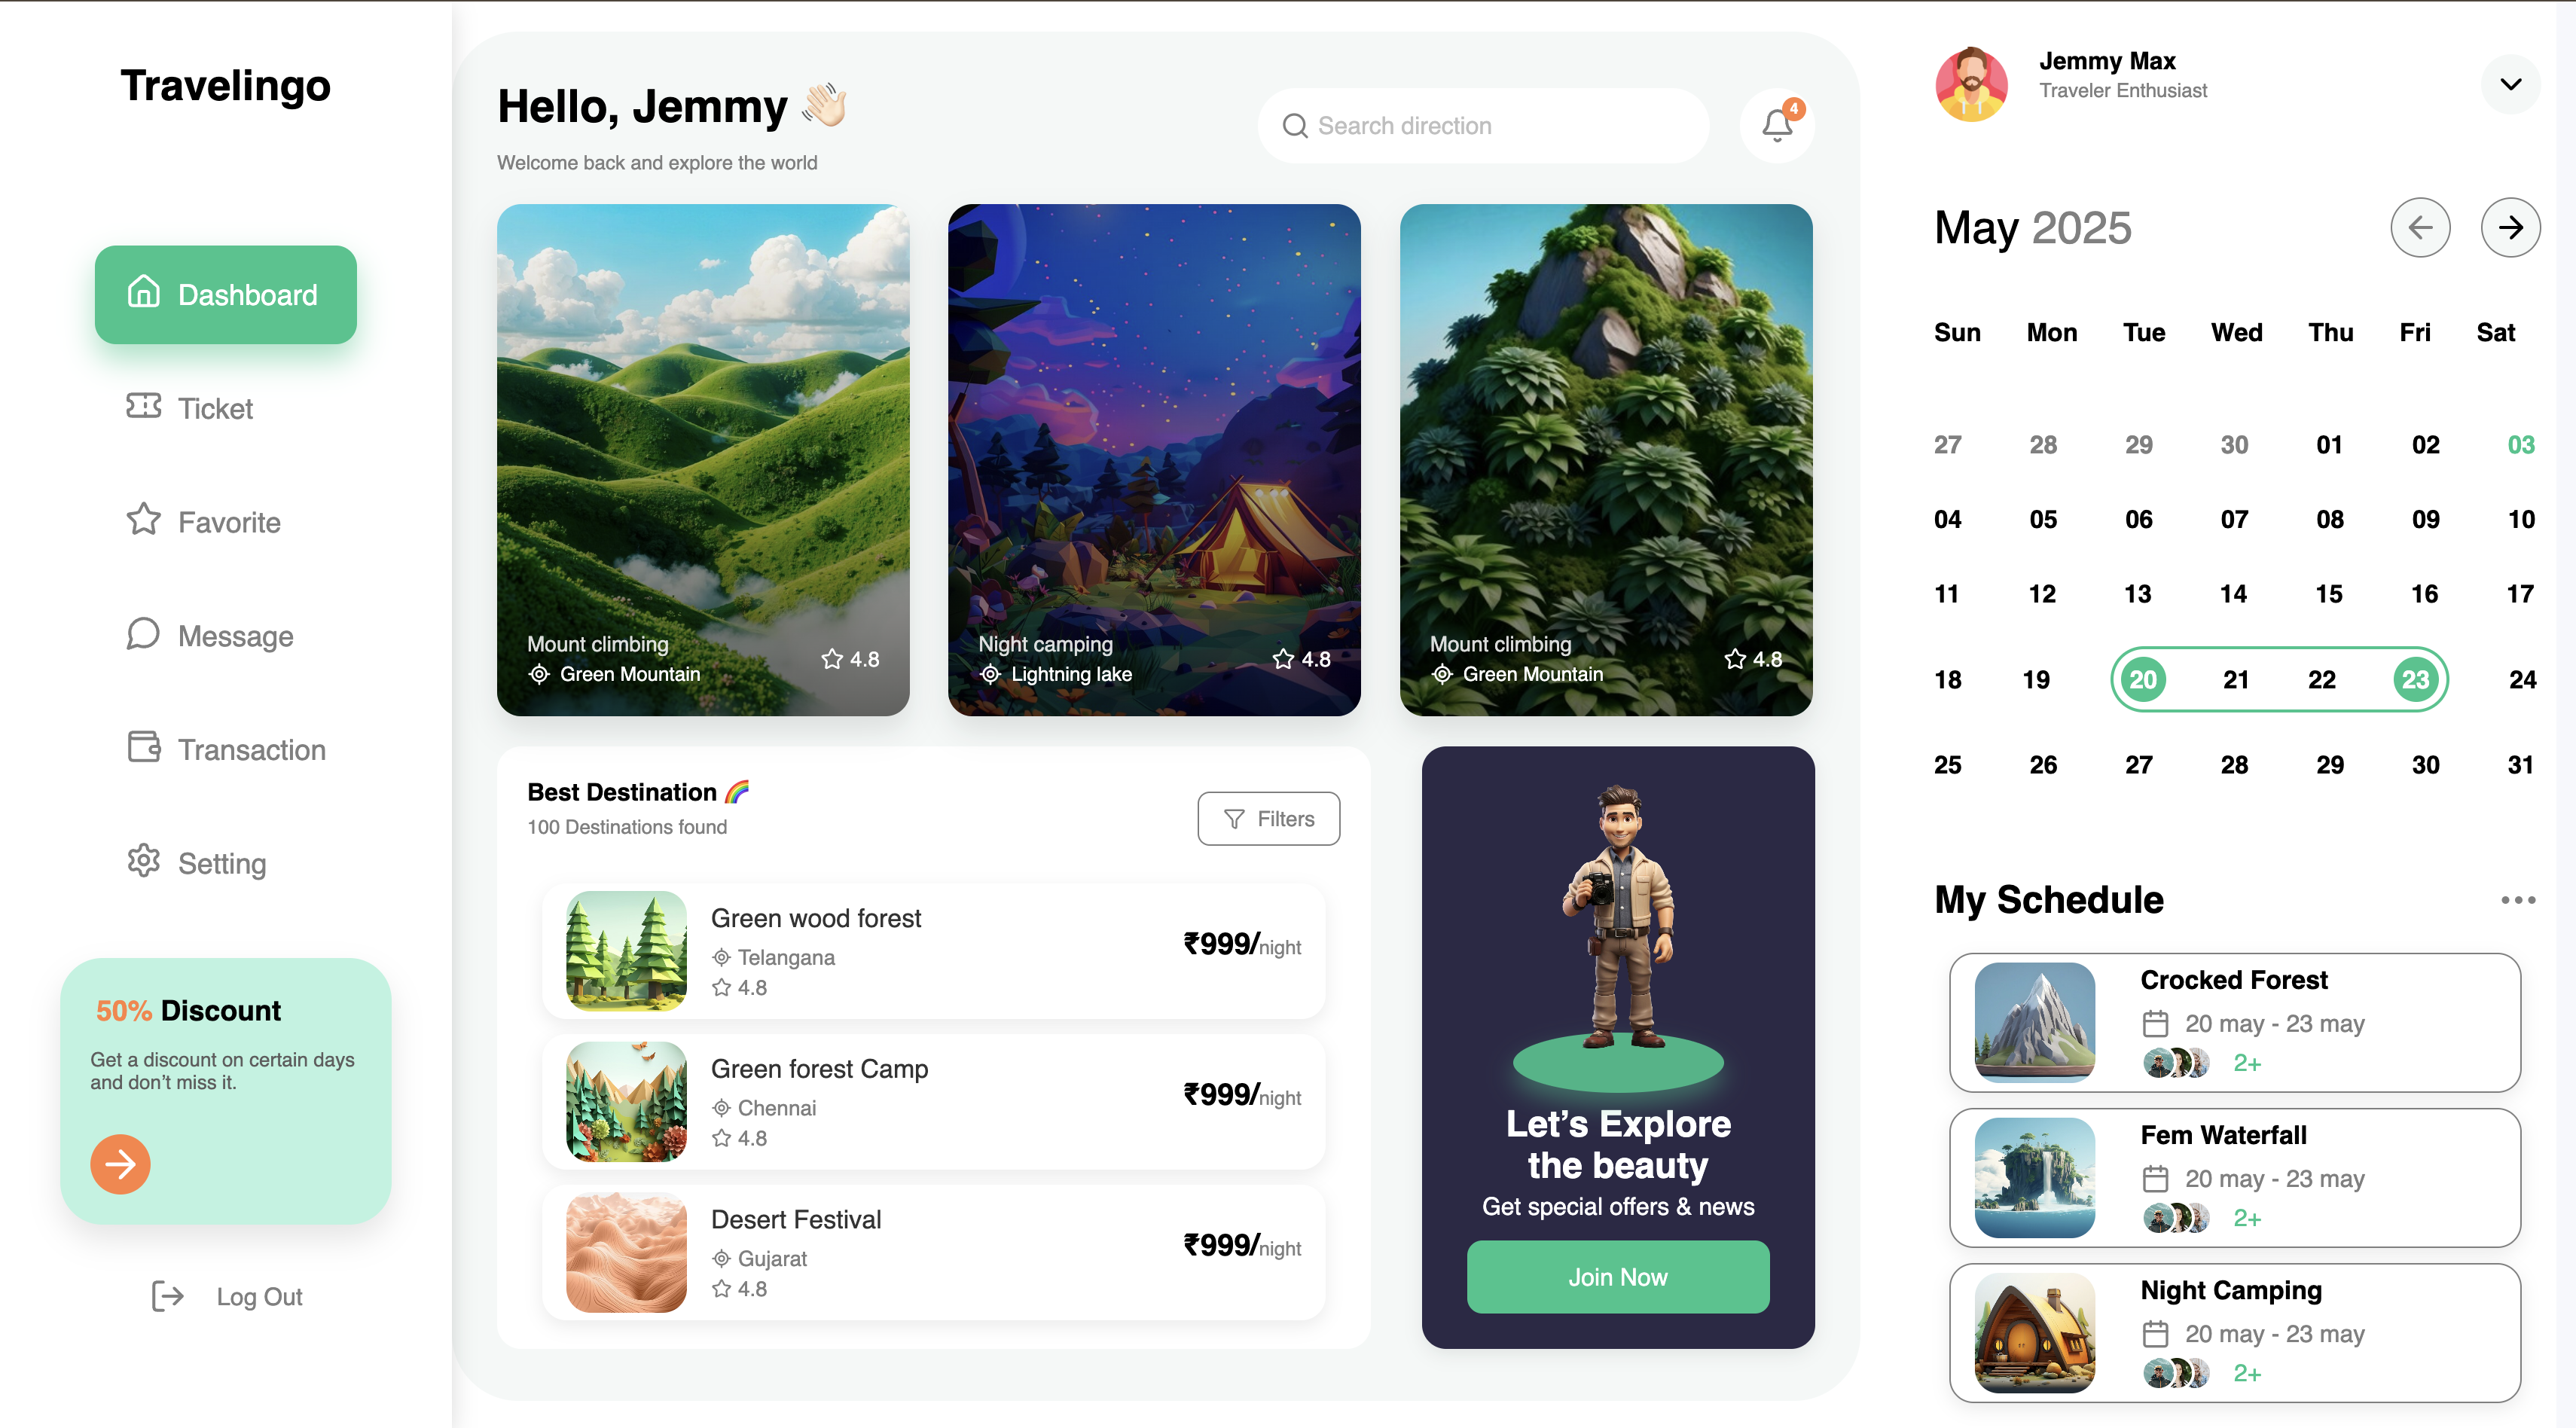 Travelingo
Dashboard
Ticket
Favorite
Message
Transaction
Setting
50% Discount
Get a discount on certain days
and don’t miss it.
Log Out
Hello, Jemmy 👋🏻
Welcome back and explore the world
Search direction
4
Mount climbing
Green Mountain
4.8
Night camping
Lightning lake
4.8
Mount climbing
Green Mountain
4.8
Best Destination 🌈
100 Destinations found
Filters
Green wood forest
Telangana
4.8
₹999/night
Green forest Camp
Chennai
4.8
₹999/night
Desert Festival
Gujarat
4.8
₹999/night
Let’s Explore
the beauty
Get special offers & news
Join Now
Jemmy Max
Traveler Enthusiast
May 2025
Sun Mon Tue Wed Thu Fri Sat
27 28 29 30 01 02 03
04 05 06 07 08 09 10
11 12 13 14 15 16 17
18 19 20 21 22 23 24
25 26 27 28 29 30 31
My Schedule
Crocked Forest
20 may - 23 may
2+
Fem Waterfall
20 may - 23 may
2+
Night Camping
20 may - 23 may
2+